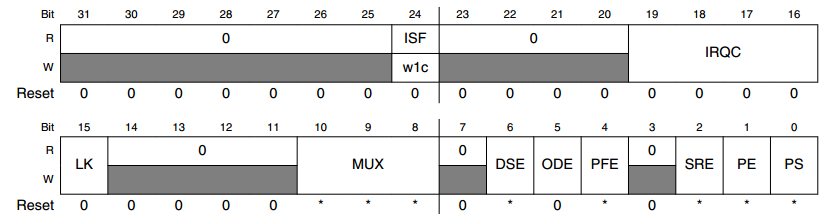 Bit 31 30 29 28 27 26 25 24 23 22 21 20 19 18 17 16
R 0 ISF 0 IRQC
W w1c
Reset 0 0 0 0 0 0 0 0 0 0 0 0 0 0 0 0
Bit 15 14 13 12 11 10 9 8 7 6 5 4 3 2 1 0
R LK 0 MUX 0 DSE ODE PFE 0 SRE PE PS
W
Reset 0 0 0 0 0 * * * 0 * 0 * 0 * * *